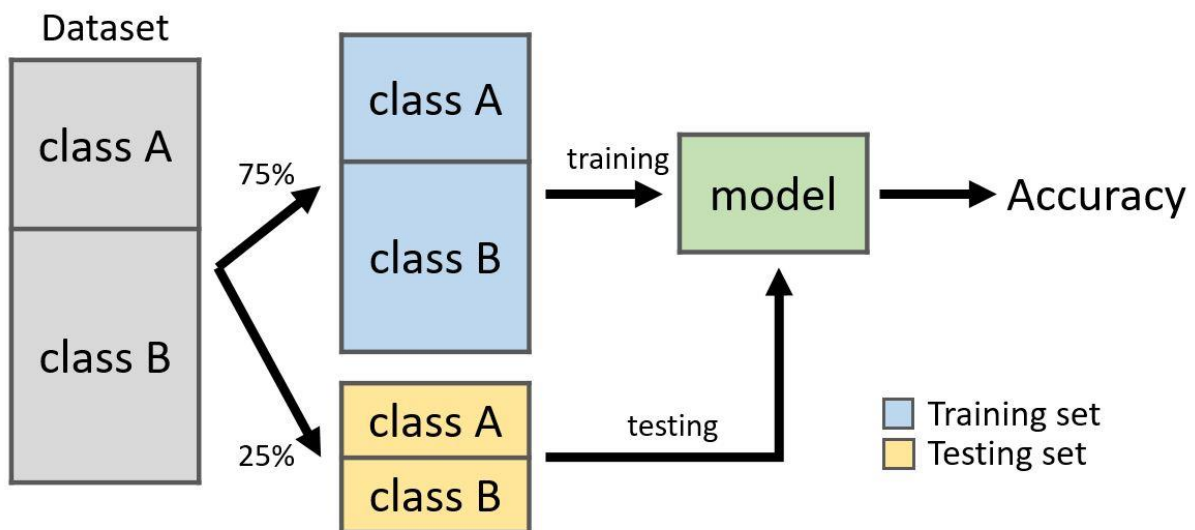 Dataset
class A
class B
75%
25%
class A
class B
class A
class B
training
testing
model
Accuracy
Training set
Testing set